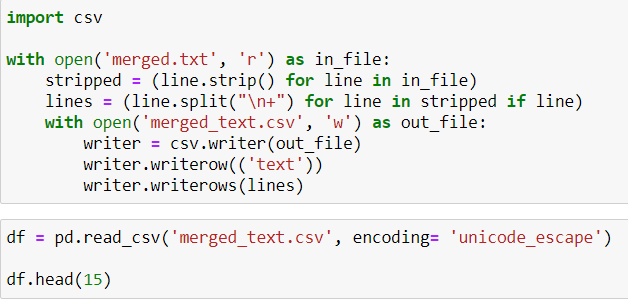 import csv
with open('merged.txt', 'r') as in_file:
    stripped = (line.strip() for line in in_file)
    lines = (line.split("\n+") for line in stripped if line)
    with open('merged_text.csv', 'w') as out_file:
        writer = csv.writer(out_file)
        writer.writerow(('text'))
        writer.writerows(lines)
df = pd.read_csv('merged_text.csv', encoding= 'unicode_escape')
df.head(15)